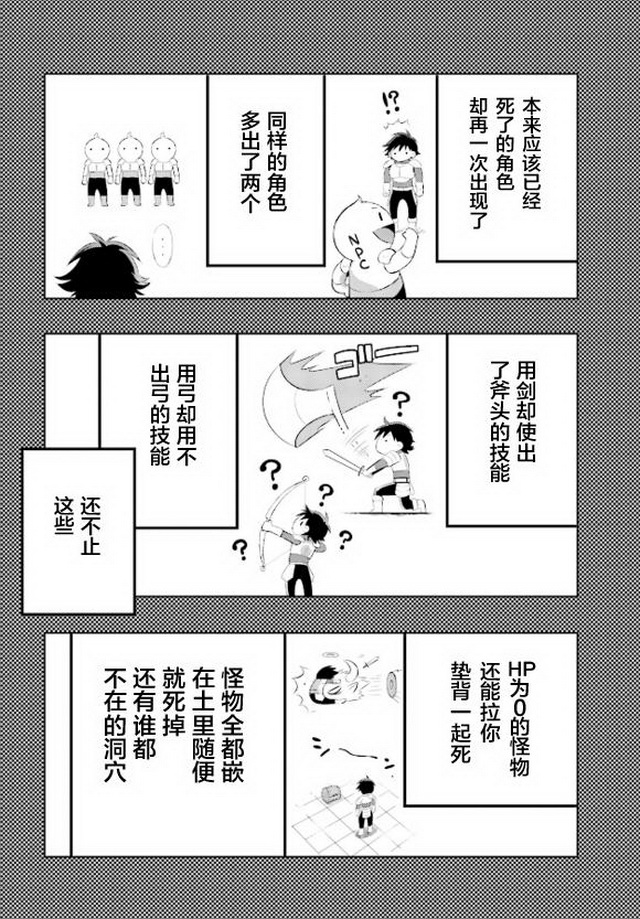 本来应该已经
死了的角色
却再一次出现了
!?
NPC
同样的角色
多出了两个
…
用剑却使出
了斧头的技能
ゴゴー
?
?
用弓却用不
出弓的技能
?
?
?
?
还不止
这些
HP为0的怪物
还能拉你
垫背一起死
怪物全都嵌
在土里随便
就死掉
还有谁都
不在的洞穴